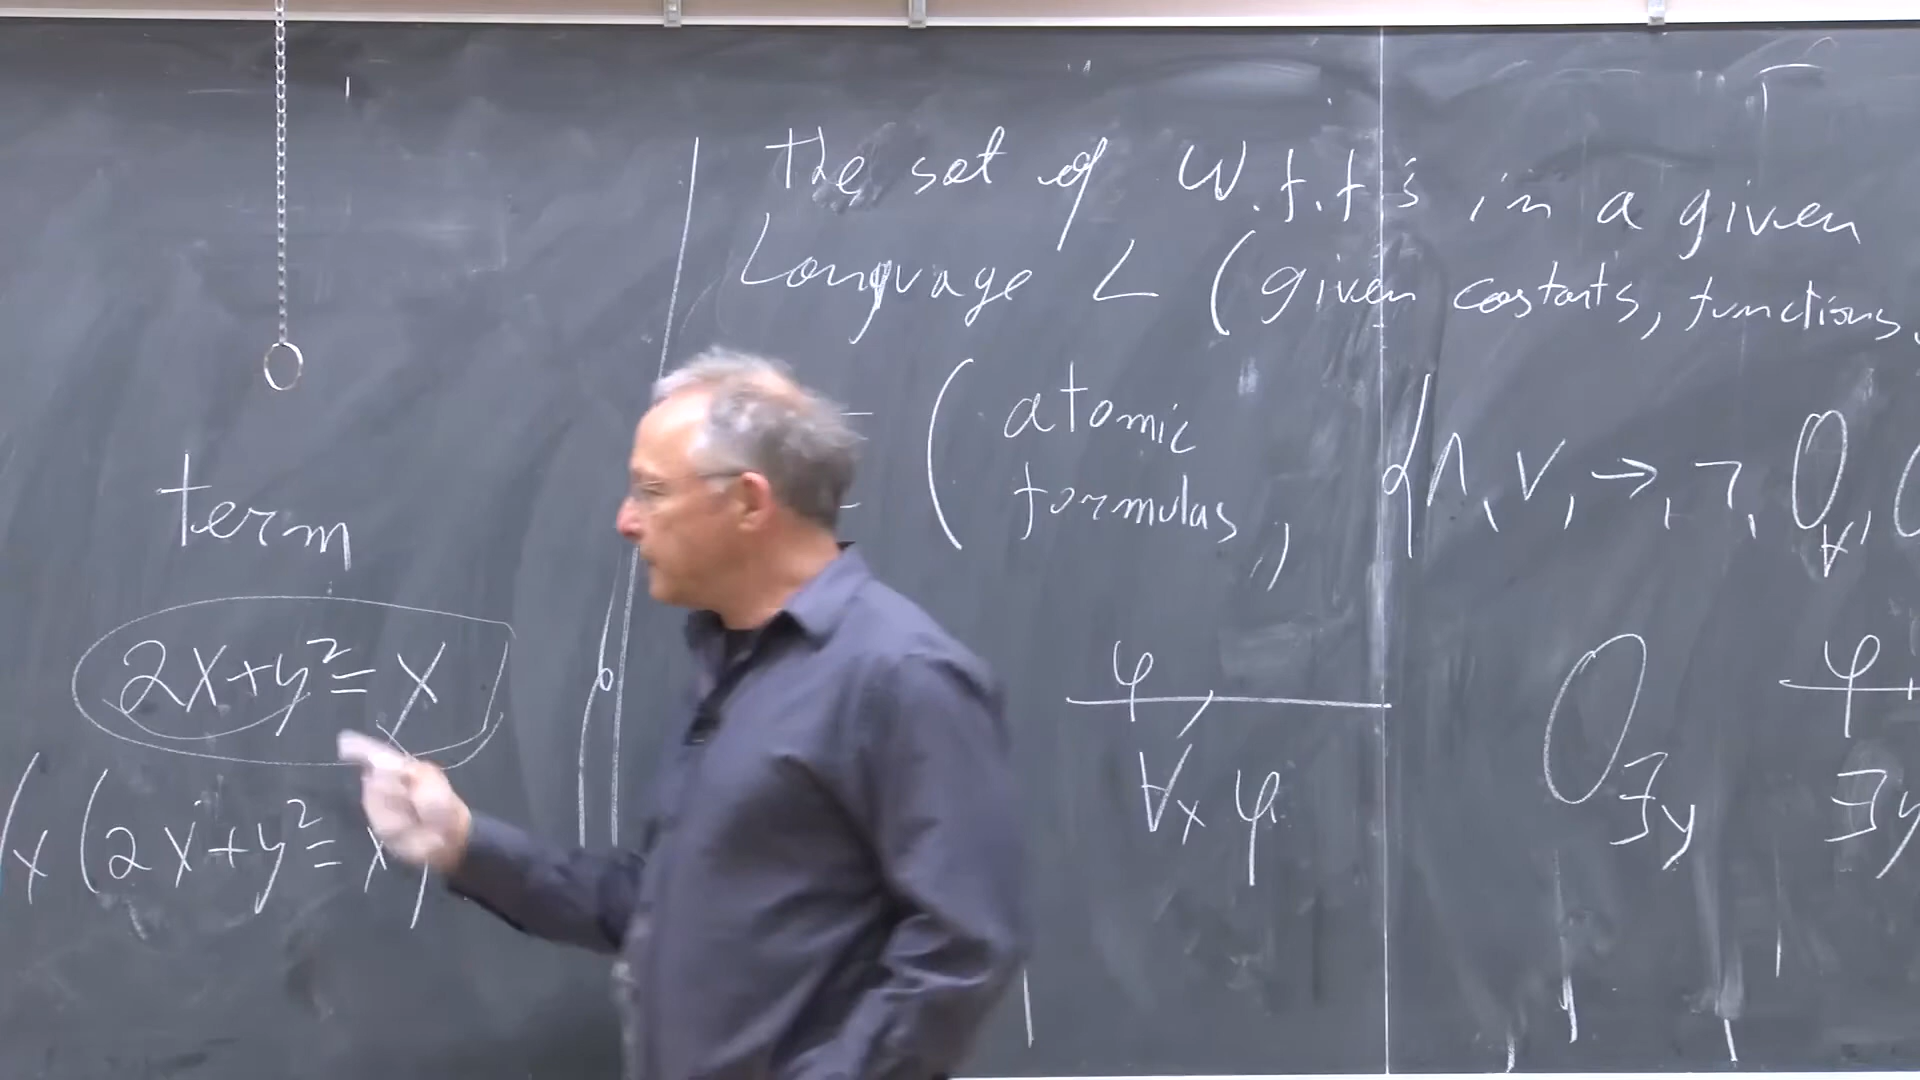 The set of w.f.f's in a given
Language L (given costants, functions,
= ( atomic formulas, {∧, ∨, →, ¬, O∀,
term
2x+y²=x
x (2x+y²=x)
φ
∀x φ
O∃y
φ
∃y